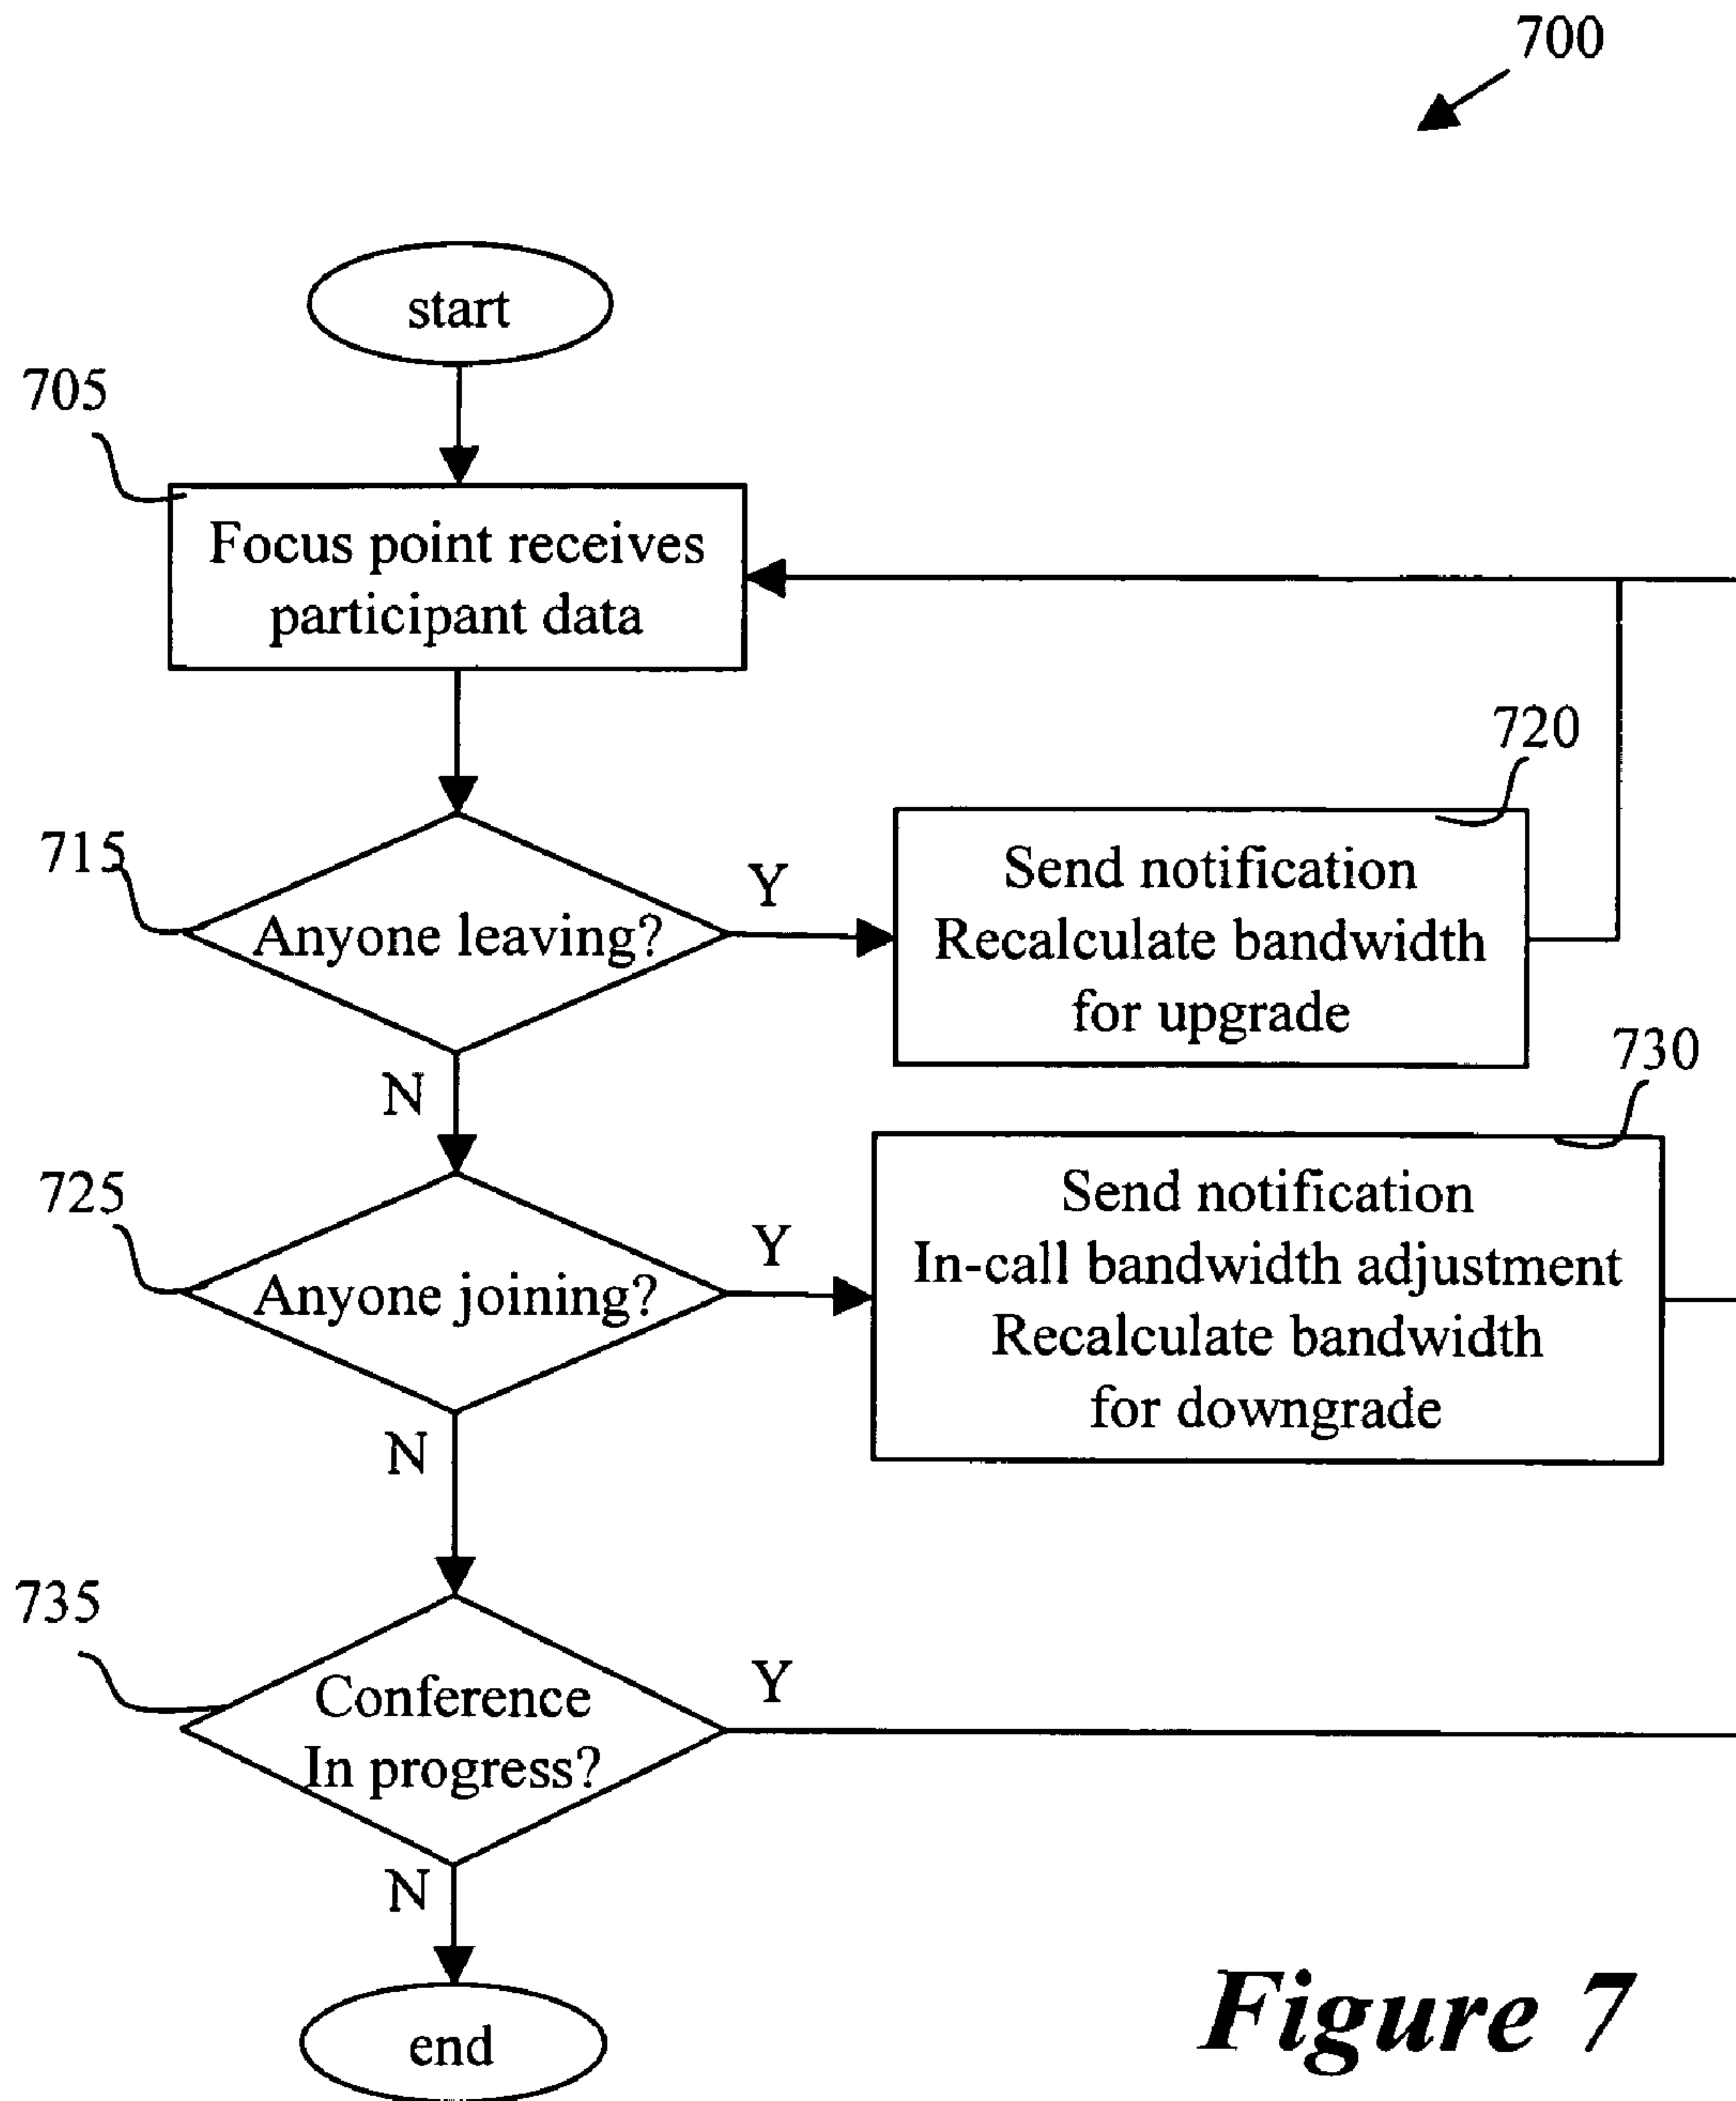 700
start
705
Focus point receives
participant data
720
715
Anyone leaving?
Y
Send notification
Recalculate bandwidth
for upgrade
N
730
725
Anyone joining?
Y
Send notification
In-call bandwidth adjustment
Recalculate bandwidth
for downgrade
N
735
Conference
In progress?
Y
N
end
Figure 7